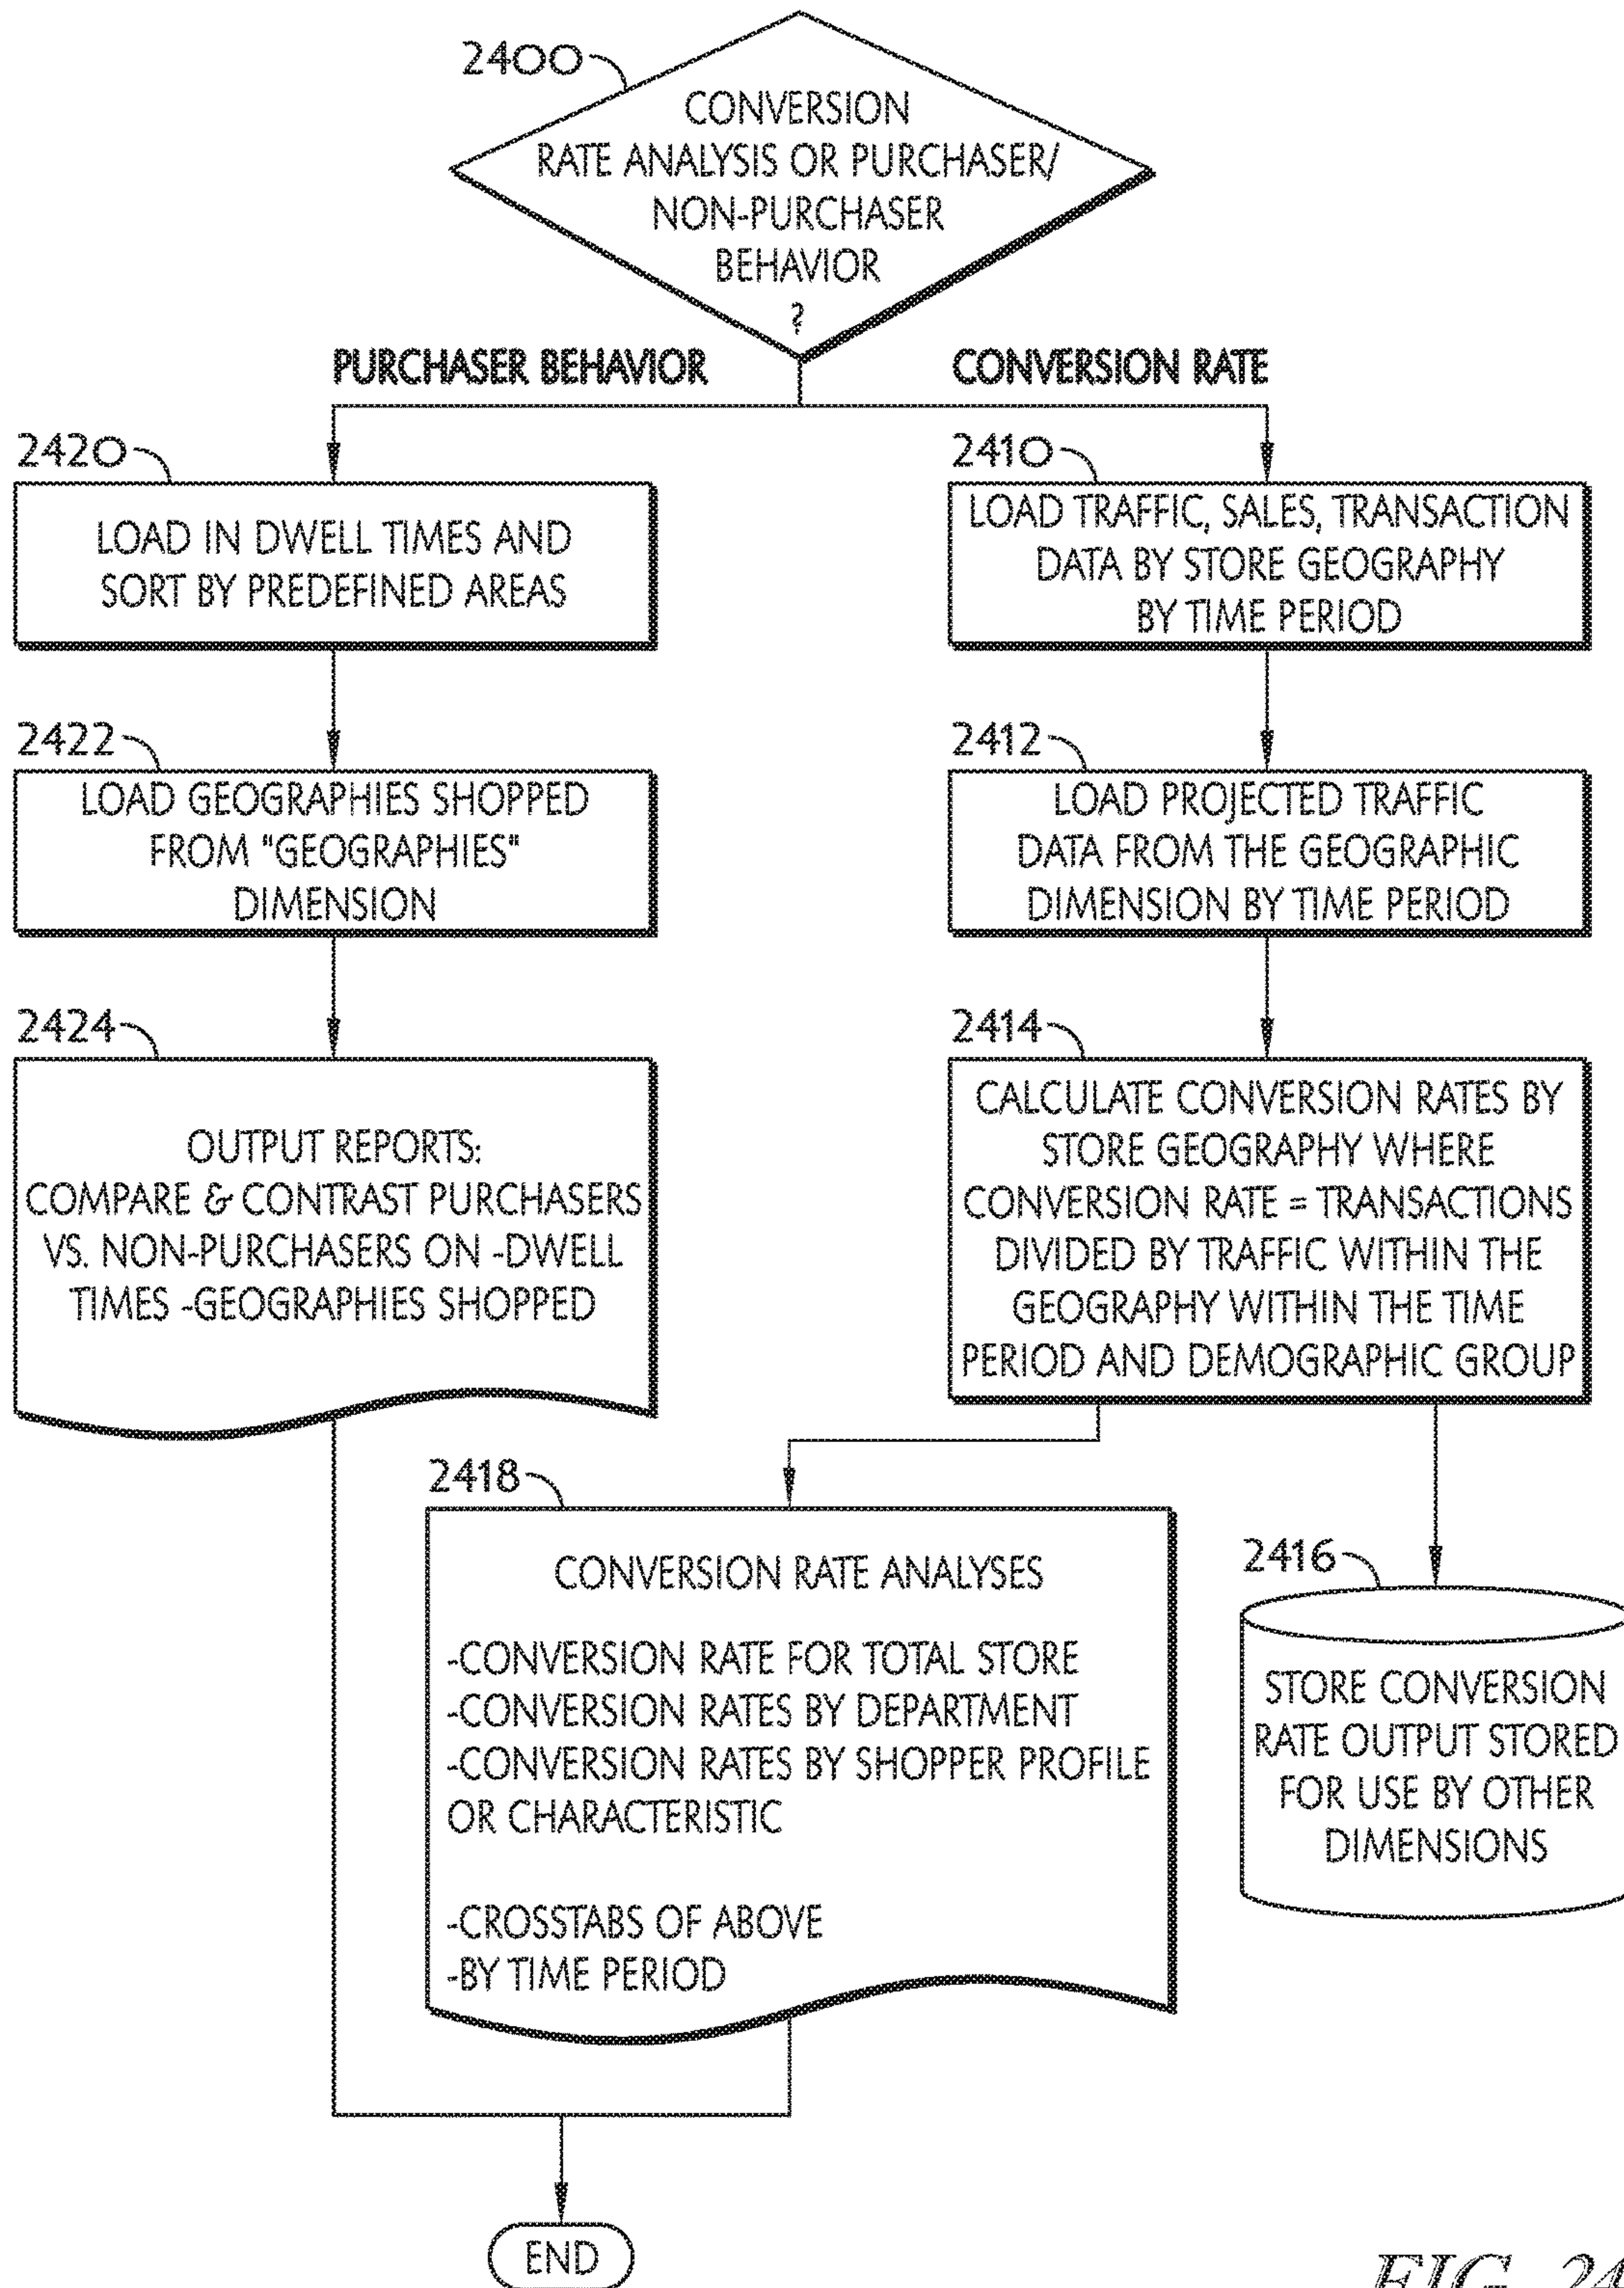 2400
CONVERSION
RATE ANALYSIS OR PURCHASER/
NON-PURCHASER
BEHAVIOR
?
PURCHASER BEHAVIOR
CONVERSION RATE
2420
LOAD IN DWELL TIMES AND
SORT BY PREDEFINED AREAS
2410
LOAD TRAFFIC, SALES, TRANSACTION
DATA BY STORE GEOGRAPHY
BY TIME PERIOD
2422
LOAD GEOGRAPHIES SHOPPED
FROM "GEOGRAPHIES"
DIMENSION
2412
LOAD PROJECTED TRAFFIC
DATA FROM THE GEOGRAPHIC
DIMENSION BY TIME PERIOD
2424
OUTPUT REPORTS:
COMPARE & CONTRAST PURCHASERS
VS. NON-PURCHASERS ON -DWELL
TIMES -GEOGRAPHIES SHOPPED
2414
CALCULATE CONVERSION RATES BY
STORE GEOGRAPHY WHERE
CONVERSION RATE = TRANSACTIONS
DIVIDED BY TRAFFIC WITHIN THE
GEOGRAPHY WITHIN THE TIME
PERIOD AND DEMOGRAPHIC GROUP
2418
CONVERSION RATE ANALYSES
-CONVERSION RATE FOR TOTAL STORE
-CONVERSION RATES BY DEPARTMENT
-CONVERSION RATES BY SHOPPER PROFILE
OR CHARACTERISTIC
-CROSSTABS OF ABOVE
-BY TIME PERIOD
2416
STORE CONVERSION
RATE OUTPUT STORED
FOR USE BY OTHER
DIMENSIONS
END
FIG. 24